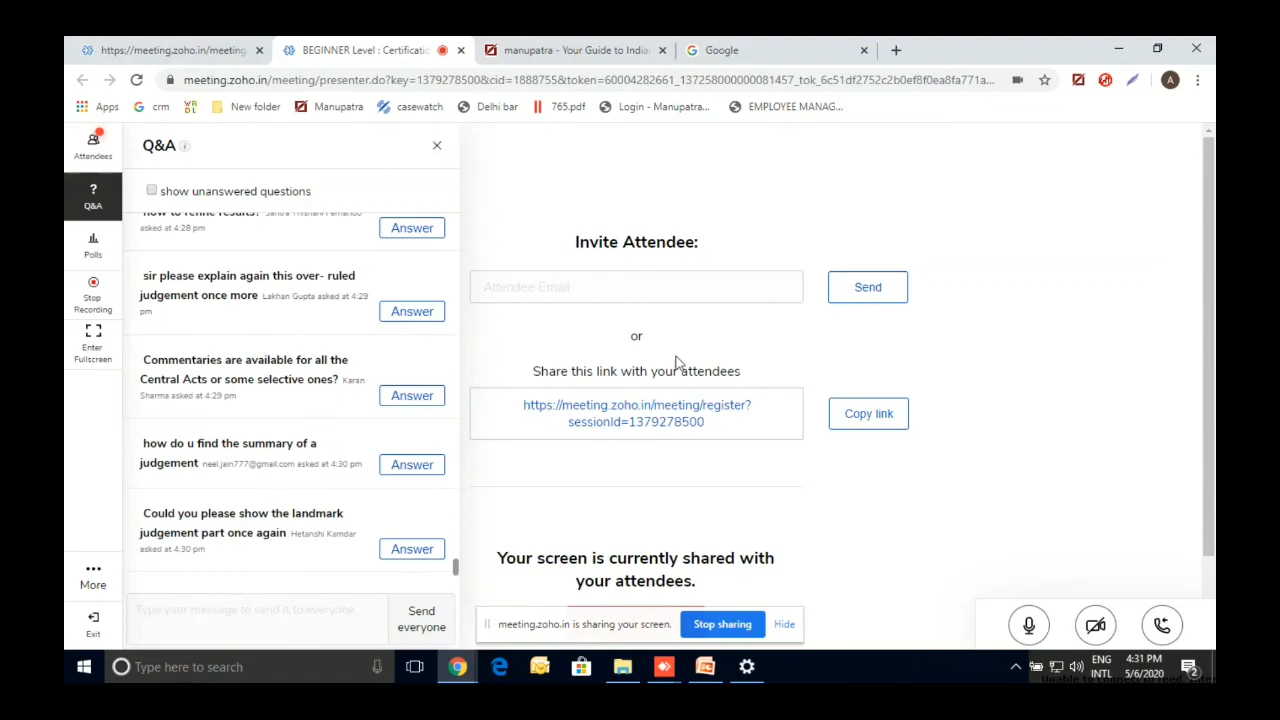 https://meeting.zoho.in/meeting.
BEGINNER Level : Certificatio
manupatra - Your Guide to India
Google
meeting.zoho.in/meeting/presenter.do?key=1379278500&cid=1888755&token=60004282661_137258000000081457_tok_6c51df2752c2b0ef8f0ea8fa771a...
A
Apps
crm
New folder
Manupatra
casewatch
Delhi bar
765.pdf
Login - Manupatra...
EMPLOYEE MANAG...
Attendees
?
Q&A
Polls
Stop
Recording
Enter
Fullscreen
More
Exit
Q&A
show unanswered questions
how to refine results?
asked at 4:28 pm
Answer
sir please explain again this over- ruled
judgement once more Lakhan Gupta asked at 4:29
pm
Answer
Commentaries are available for all the
Central Acts or some selective ones? Karan
Sharma asked at 4:29 pm
Answer
how do u find the summary of a
judgement neel.jain777@gmail.com asked at 4:30 pm
Answer
Could you please show the landmark
judgement part once again Hetanshi Kamdar
asked at 4:30 pm
Answer
Type your message to send it to everyone
Send
everyone
Invite Attendee:
Attendee Email
Send
or
Share this link with your attendees
https://meeting.zoho.in/meeting/register?
sessionId=1379278500
Copy link
Your screen is currently shared with
your attendees.
meeting.zoho.in is sharing your screen.
Stop sharing
Hide
Type here to search
ENG
INTL
4:31 PM
5/6/2020
2